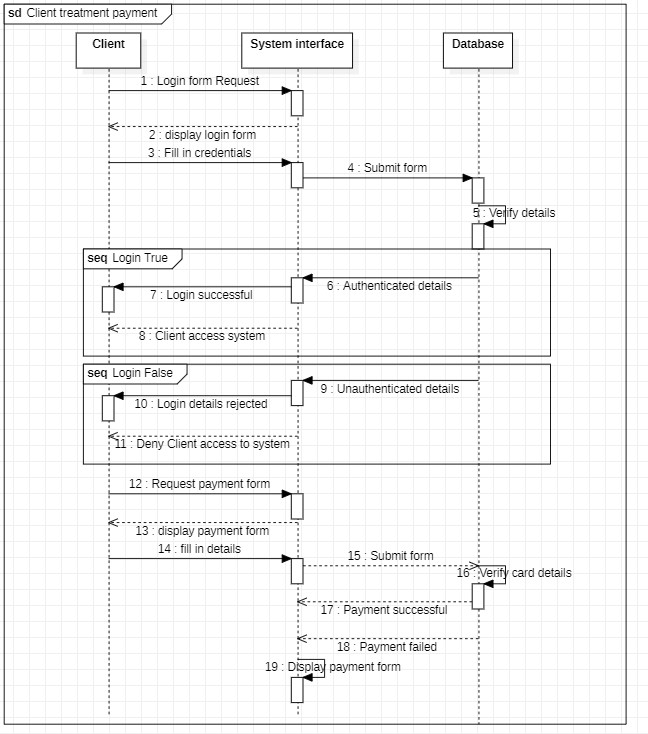 sd Client treatment payment
Client
System interface
Database
1 : Login form Request
2 : display login form
3 : Fill in credentials
4 : Submit form
5 : Verify details
seq Login True
6 : Authenticated details
7 : Login successful
8 : Client access system
seq Login False
9 : Unauthenticated details
10 : Login details rejected
11 : Deny Client access to system
12 : Request payment form
13 : display payment form
14 : fill in details
15 : Submit form
16 : Verify card details
17 : Payment successful
18 : Payment failed
19 : Display payment form